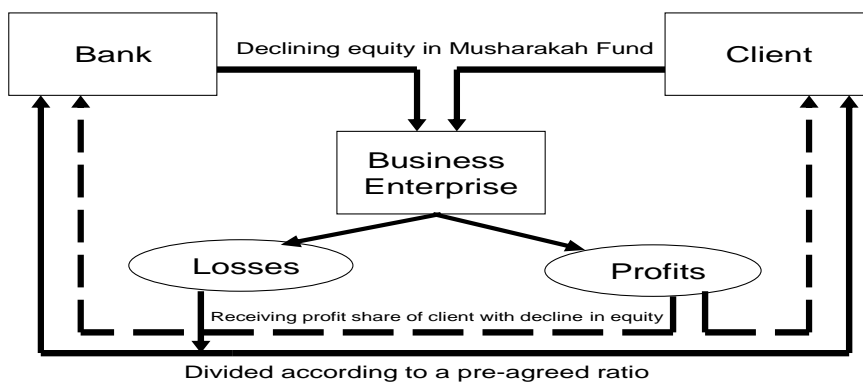 Bank
Declining equity in Musharakah Fund
Client
Business
Enterprise
Losses
Profits
Receiving profit share of client with decline in equity
Divided according to a pre-agreed ratio